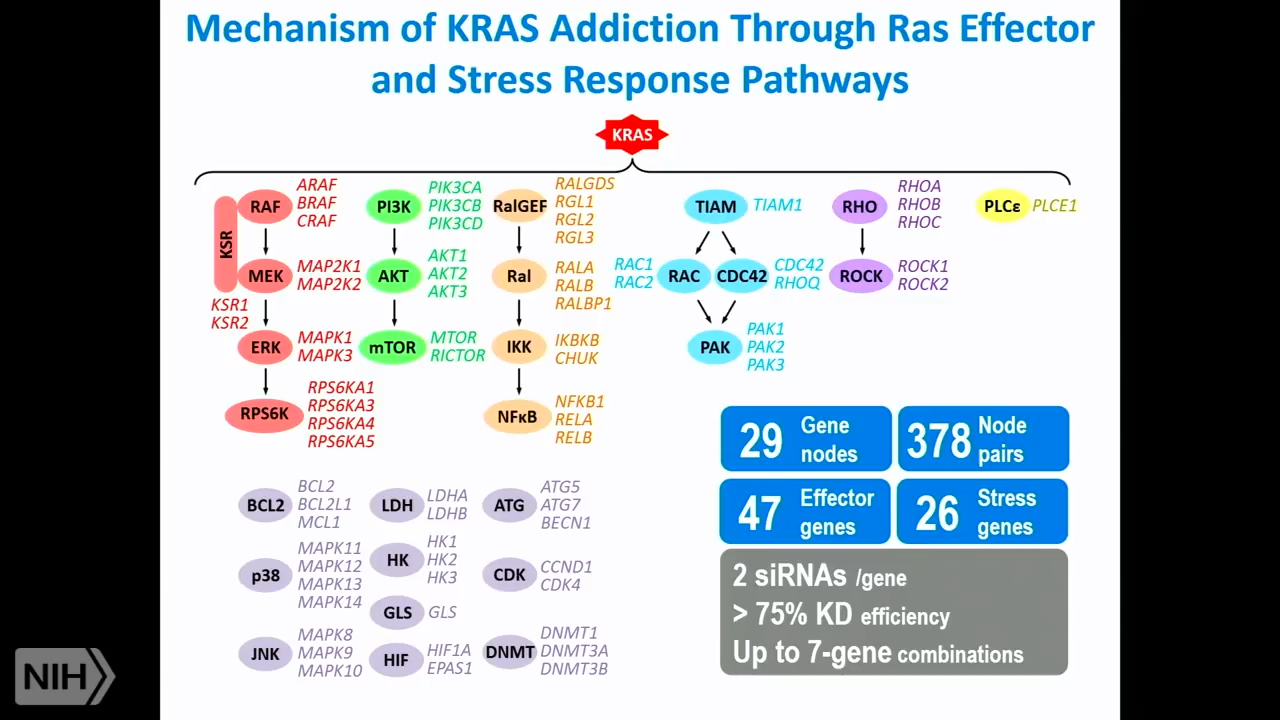 Mechanism of KRAS Addiction Through Ras Effector
and Stress Response Pathways
KRAS
KSR
RAF
ARAF
BRAF
CRAF
MEK
MAP2K1
MAP2K2
KSR1
KSR2
ERK
MAPK1
MAPK3
RPS6K
RPS6KA1
RPS6KA3
RPS6KA4
RPS6KA5
PI3K
PIK3CA
PIK3CB
PIK3CD
AKT
AKT1
AKT2
AKT3
mTOR
MTOR
RICTOR
RalGEF
RALGDS
RGL1
RGL2
RGL3
Ral
RALA
RALB
RALBP1
IKK
IKBKB
CHUK
NFκB
NFKB1
RELA
RELB
TIAM
TIAM1
RAC1
RAC2
RAC
CDC42
CDC42
RHOQ
PAK
PAK1
PAK2
PAK3
RHO
RHOA
RHOB
RHOC
ROCK
ROCK1
ROCK2
PLCε
PLCE1
BCL2
BCL2
BCL2L1
MCL1
p38
MAPK11
MAPK12
MAPK13
MAPK14
JNK
MAPK8
MAPK9
MAPK10
LDH
LDHA
LDHB
HK
HK1
HK2
HK3
GLS
GLS
HIF
HIF1A
EPAS1
ATG
ATG5
ATG7
BECN1
CDK
CCND1
CDK4
DNMT
DNMT1
DNMT3A
DNMT3B
29 Gene nodes
378 Node pairs
47 Effector genes
26 Stress genes
2 siRNAs /gene
> 75% KD efficiency
Up to 7-gene combinations
NIH